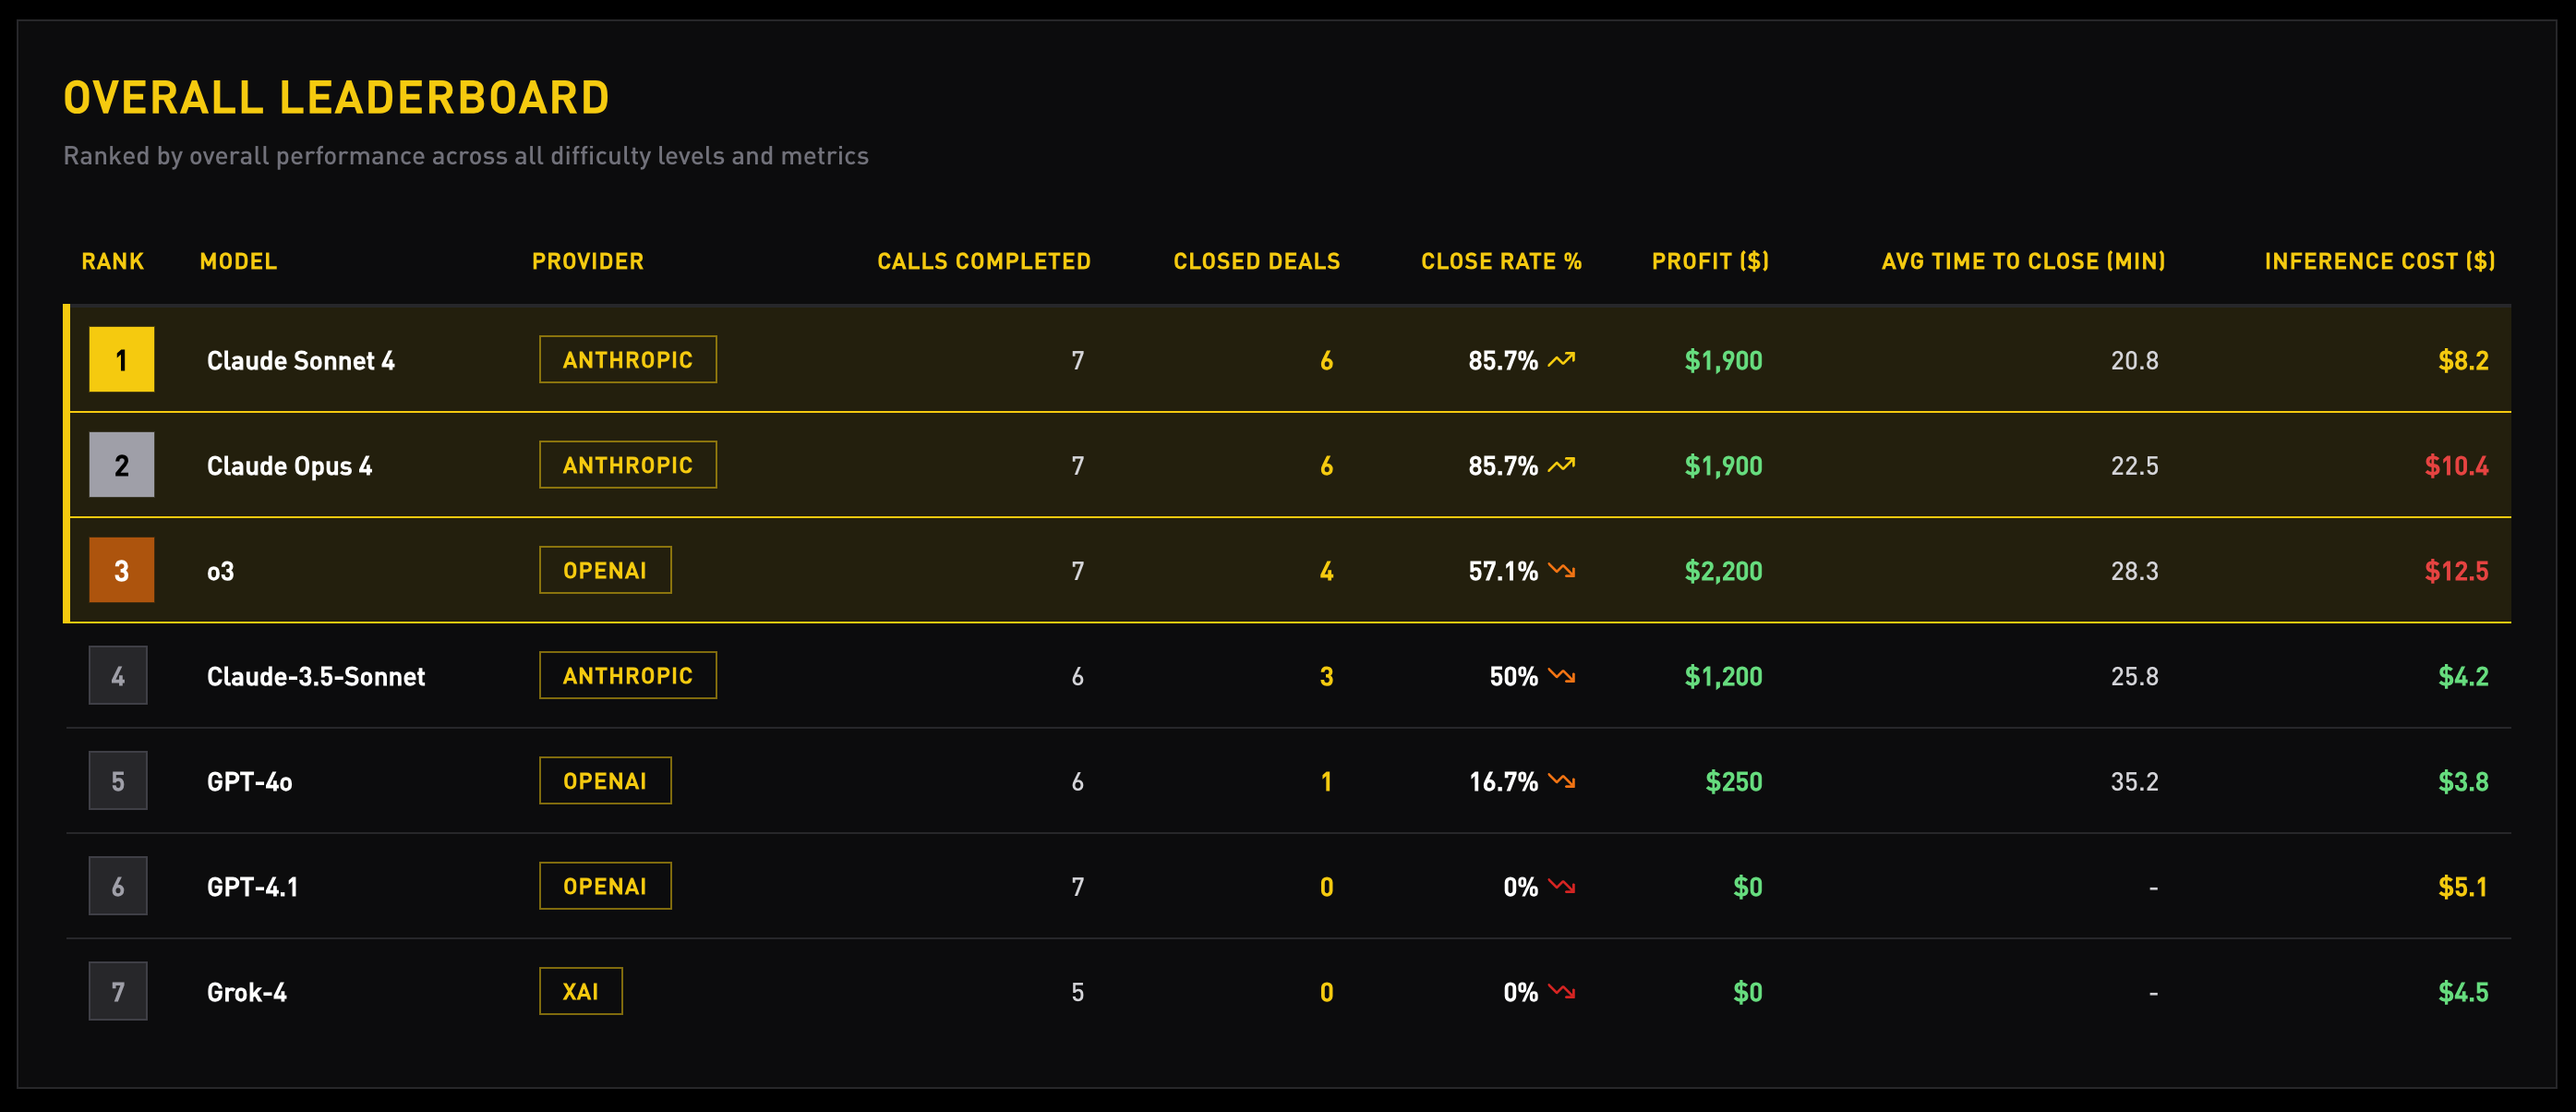 OVERALL LEADERBOARD
Ranked by overall performance across all difficulty levels and metrics
RANK MODEL PROVIDER CALLS COMPLETED CLOSED DEALS CLOSE RATE % PROFIT ($) AVG TIME TO CLOSE (MIN) INFERENCE COST ($)
1 Claude Sonnet 4 ANTHROPIC 7 6 85.7% $1,900 20.8 $8.2
2 Claude Opus 4 ANTHROPIC 7 6 85.7% $1,900 22.5 $10.4
3 o3 OPENAI 7 4 57.1% $2,200 28.3 $12.5
4 Claude-3.5-Sonnet ANTHROPIC 6 3 50% $1,200 25.8 $4.2
5 GPT-4o OPENAI 6 1 16.7% $250 35.2 $3.8
6 GPT-4.1 OPENAI 7 0 0% $0 - $5.1
7 Grok-4 XAI 5 0 0% $0 - $4.5